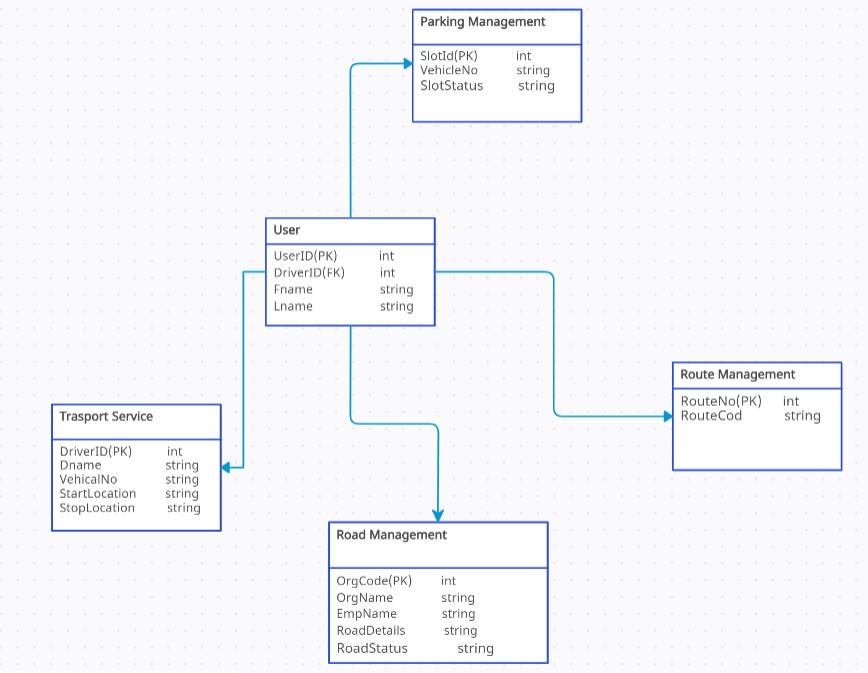 Parking Management
SlotId(PK) int
VehicleNo string
SlotStatus string
User
UserID(PK) int
DriverID(FK) int
Fname string
Lname string
Route Management
RouteNo(PK) int
RouteCod string
Trasport Service
DriverID(PK) int
Dname string
VehicalNo string
StartLocation string
StopLocation string
Road Management
OrgCode(PK) int
OrgName string
EmpName string
RoadDetails string
RoadStatus string